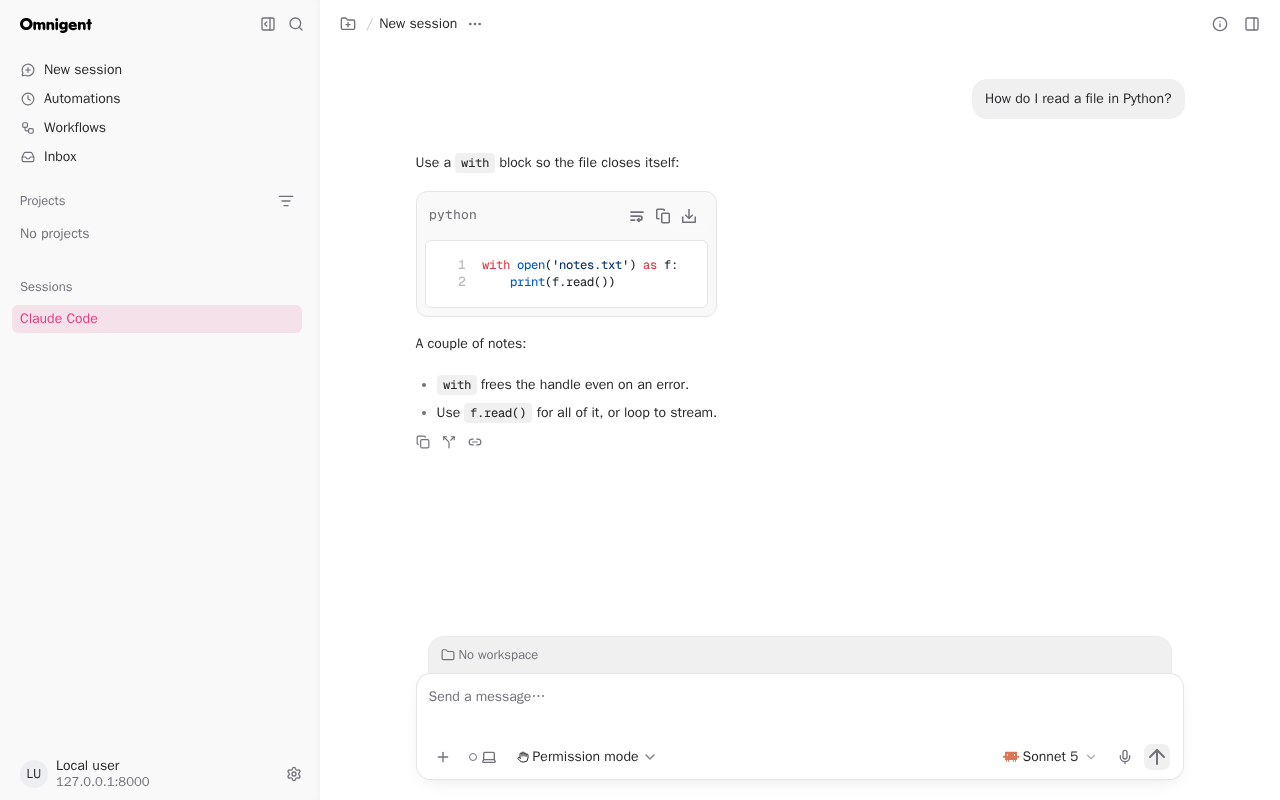 Omnigent
New session
Automations
Workflows
Inbox
Projects
No projects
Sessions
Claude Code
LU
Local user
127.0.0.1:8000
/ New session
How do I read a file in Python?
Use a with block so the file closes itself:
python
1 with open('notes.txt') as f:
2     print(f.read())
A couple of notes:
• with frees the handle even on an error.
• Use f.read() for all of it, or loop to stream.
No workspace
Send a message…
Permission mode
Sonnet 5